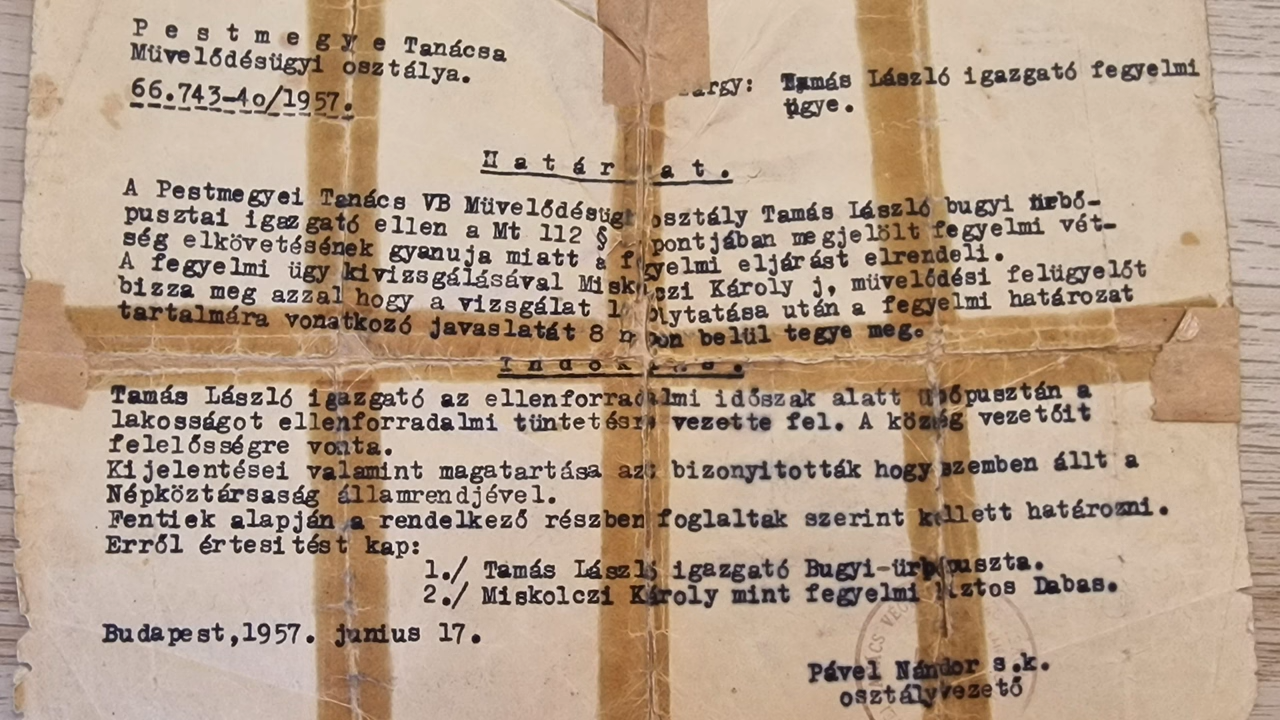 Pestmegye Tanácsa
Müvelődésügyi osztálya.
66.743-4o/1957.
Tárgy: Tamás László igazgató fegyelmi
ügye.
Határozat.
A Pestmegyei Tanács VB Müvelődésügyi osztály Tamás László bugyi ürbő-
pusztai igazgató ellen a Mt 112 § pontjában megjelölt fegyelmi vét-
ség elkövetésének gyanuja miatt a fegyelmi eljárást elrendeli.
A fegyelmi ügy kivizsgálásával Miskolczi Károly j, müvelődési felügyelőt
bizza meg azzal hogy a vizsgálat lefolytatása után a fegyelmi határozat
tartalmára vonatkozó javaslatát 8 napon belül tegye meg.
Indokolás.
Tamás László igazgató az ellenforradalmi időszak alatt ürbőpusztán a
lakosságot ellenforradalmi tüntetésre vezette fel. A község vezetőit
felelősségre vonta.
Kijelentései valamint magatartása azt bizonyitották hogy szemben állt a
Népköztársaság államrendjével.
Fentiek alapján a rendelkező részben foglaltak szerint kellett határozni.
Erről értesitést kap:
1./ Tamás László igazgató Bugyi-ürbőpuszta.
2./ Miskolczi Károly mint fegyelmi biztos Dabas.
Budapest,1957. junius 17.
Pável Nándor s.k.
osztályvezető